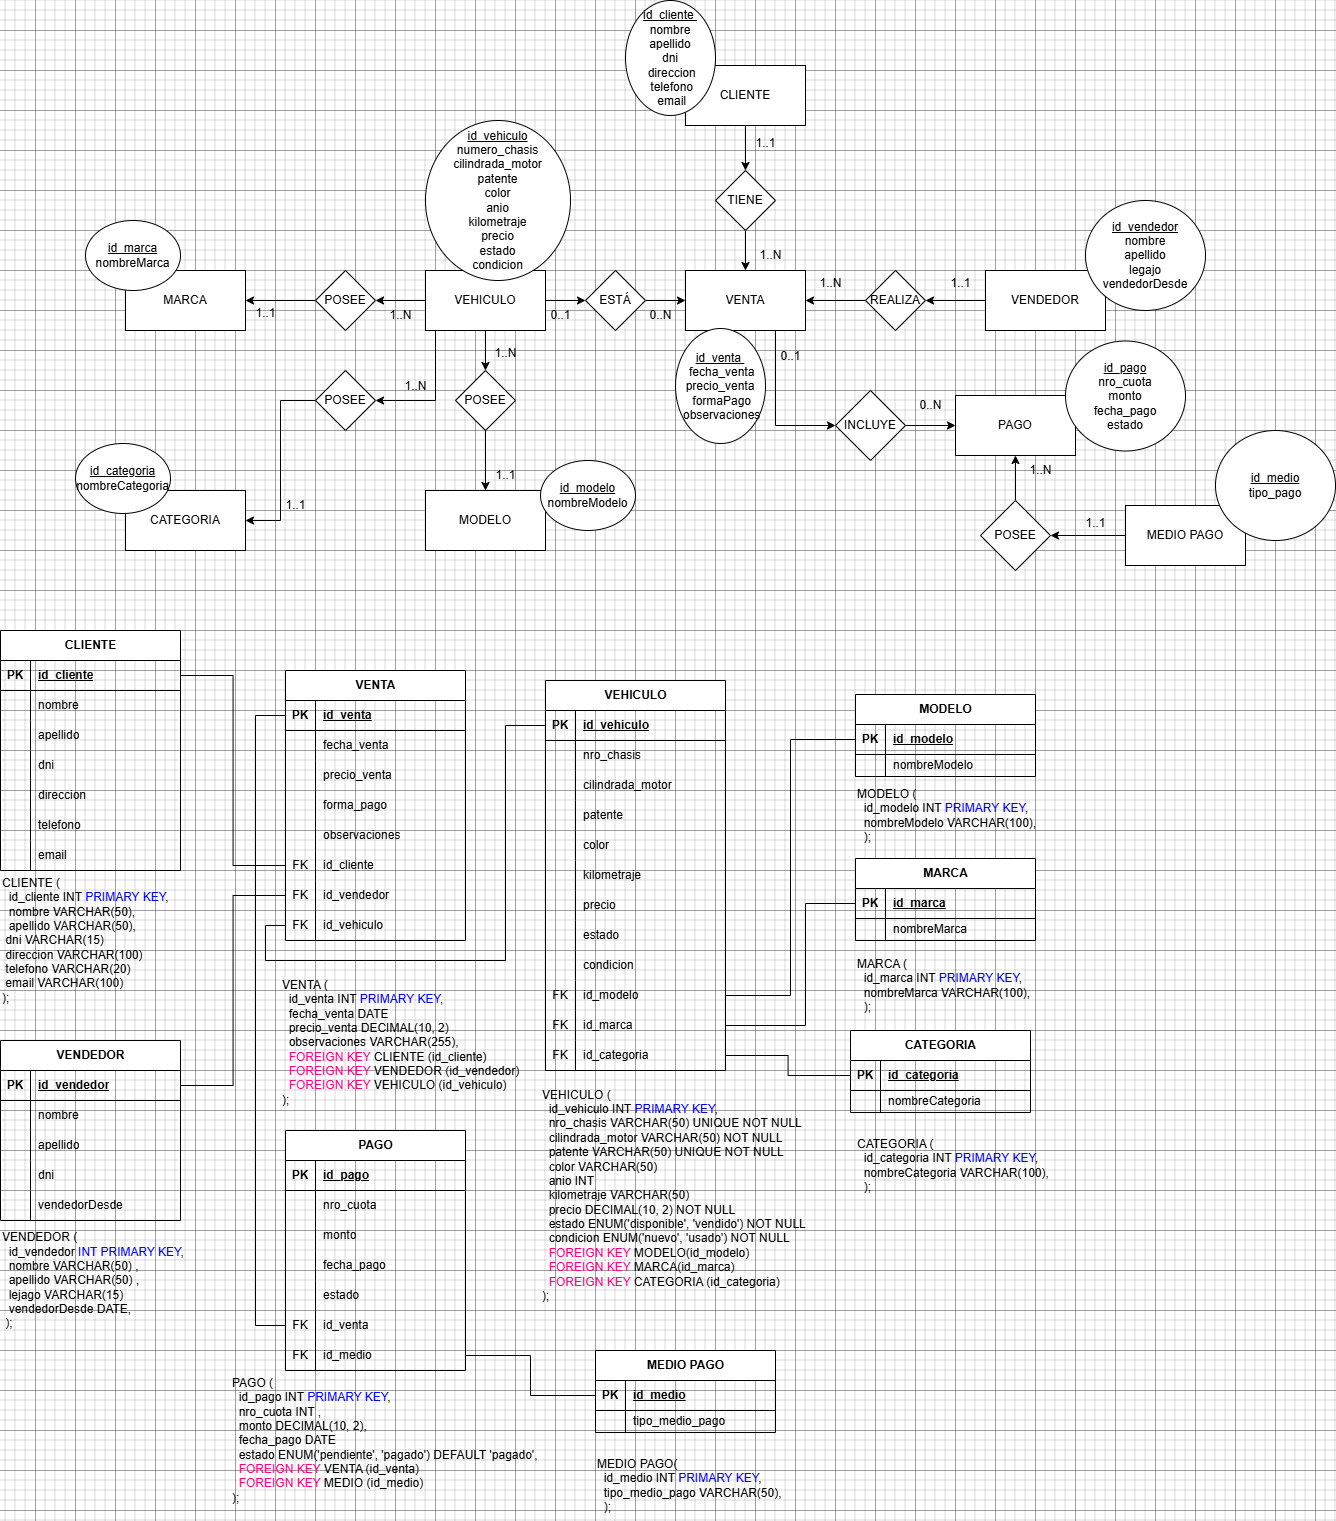 id_cliente
nombre
apellido
dni
direccion
telefono
email
CLIENTE
1..1
TIENE
1..N
id_vehiculo
numero_chasis
cilindrada_motor
patente
color
anio
kilometraje
precio
estado
condicion
id_marca
nombreMarca
MARCA
1..1
POSEE
1..N
VEHICULO
0..1
ESTÁ
0..N
VENTA
1..N
REALIZA
1..1
VENDEDOR
id_vendedor
nombre
apellido
legajo
vendedorDesde
id_venta
fecha_venta
precio_venta
formaPago
observaciones
0..1
INCLUYE
0..N
PAGO
id_pago
nro_cuota
monto
fecha_pago
estado
1..N
POSEE
1..1
MEDIO PAGO
id_medio
tipo_pago
POSEE
1..N
1..N
POSEE
id_categoria
nombreCategoria
CATEGORIA
1..1
1..1
MODELO
id_modelo
nombreModelo
CLIENTE
PK id_cliente
nombre
apellido
dni
direccion
telefono
email
CLIENTE (
id_cliente INT PRIMARY KEY,
nombre VARCHAR(50),
apellido VARCHAR(50),
dni VARCHAR(15)
direccion VARCHAR(100)
telefono VARCHAR(20)
email VARCHAR(100)
);
VENDEDOR
PK id_vendedor
nombre
apellido
dni
vendedorDesde
VENDEDOR (
id_vendedor INT PRIMARY KEY,
nombre VARCHAR(50) ,
apellido VARCHAR(50) ,
lejago VARCHAR(15)
vendedorDesde DATE,
);
VENTA
PK id_venta
fecha_venta
precio_venta
forma_pago
observaciones
FK id_cliente
FK id_vendedor
FK id_vehiculo
VENTA (
id_venta INT PRIMARY KEY,
fecha_venta DATE
precio_venta DECIMAL(10, 2)
observaciones VARCHAR(255),
FOREIGN KEY CLIENTE (id_cliente)
FOREIGN KEY VENDEDOR (id_vendedor)
FOREIGN KEY VEHICULO (id_vehiculo)
);
PAGO
PK id_pago
nro_cuota
monto
fecha_pago
estado
FK id_venta
FK id_medio
PAGO (
id_pago INT PRIMARY KEY,
nro_cuota INT ,
monto DECIMAL(10, 2),
fecha_pago DATE
estado ENUM('pendiente', 'pagado') DEFAULT 'pagado',
FOREIGN KEY VENTA (id_venta)
FOREIGN KEY MEDIO (id_medio)
);
VEHICULO
PK id_vehiculo
nro_chasis
cilindrada_motor
patente
color
kilometraje
precio
estado
condicion
FK id_modelo
FK id_marca
FK id_categoria
VEHICULO (
id_vehiculo INT PRIMARY KEY,
nro_chasis VARCHAR(50) UNIQUE NOT NULL
cilindrada_motor VARCHAR(50) NOT NULL
patente VARCHAR(50) UNIQUE NOT NULL
color VARCHAR(50)
anio INT
kilometraje VARCHAR(50)
precio DECIMAL(10, 2) NOT NULL
estado ENUM('disponible', 'vendido') NOT NULL
condicion ENUM('nuevo', 'usado') NOT NULL
FOREIGN KEY MODELO(id_modelo)
FOREIGN KEY MARCA(id_marca)
FOREIGN KEY CATEGORIA (id_categoria)
);
MEDIO PAGO
PK id_medio
tipo_medio_pago
MEDIO PAGO(
id_medio INT PRIMARY KEY,
tipo_medio_pago VARCHAR(50),
);
MODELO
PK id_modelo
nombreModelo
MODELO (
id_modelo INT PRIMARY KEY,
nombreModelo VARCHAR(100),
);
MARCA
PK id_marca
nombreMarca
MARCA (
id_marca INT PRIMARY KEY,
nombreMarca VARCHAR(100),
);
CATEGORIA
PK id_categoria
nombreCategoria
CATEGORIA (
id_categoria INT PRIMARY KEY,
nombreCategoria VARCHAR(100),
);